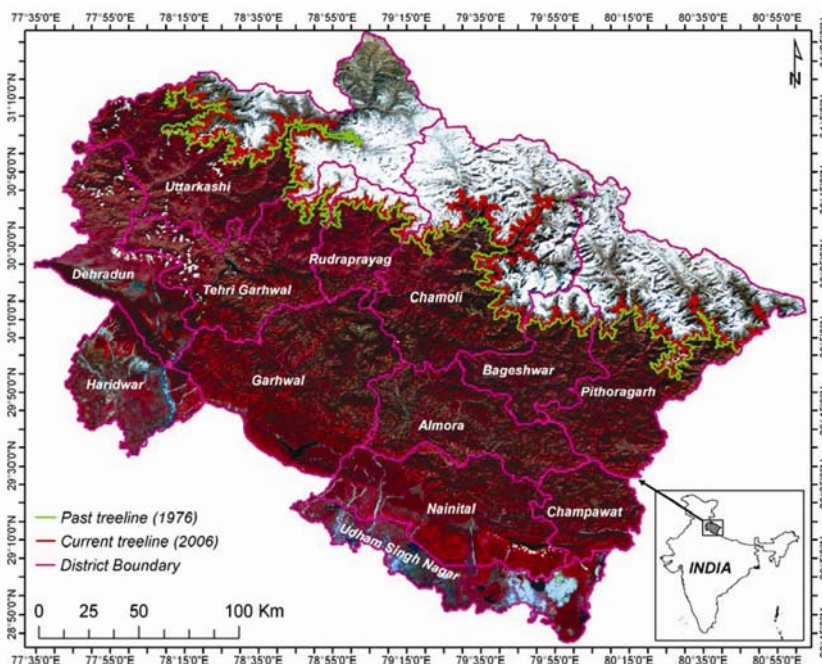 77°35'0"E 77°55'0"E 78°15'0"E 78°35'0"E 78°55'0"E 79°15'0"E 79°35'0"E 79°55'0"E 80°15'0"E 80°35'0"E 80°55'0"E
N
31°10'0"N
30°50'0"N
30°30'0"N
30°10'0"N
29°50'0"N
29°30'0"N
29°10'0"N
28°50'0"N
Uttarkashi
Dehradun
Tehri Garhwal
Rudraprayag
Chamoli
Haridwar
Garhwal
Bageshwar
Pithoragarh
Almora
Nainital
Champawat
Udham Singh Nagar
Past treeline (1976)
Current treeline (2006)
District Boundary
0 25 50 100 Km
INDIA
77°35'0"E 77°55'0"E 78°15'0"E 78°35'0"E 78°55'0"E 79°15'0"E 79°35'0"E 79°55'0"E 80°15'0"E 80°35'0"E 80°55'0"E